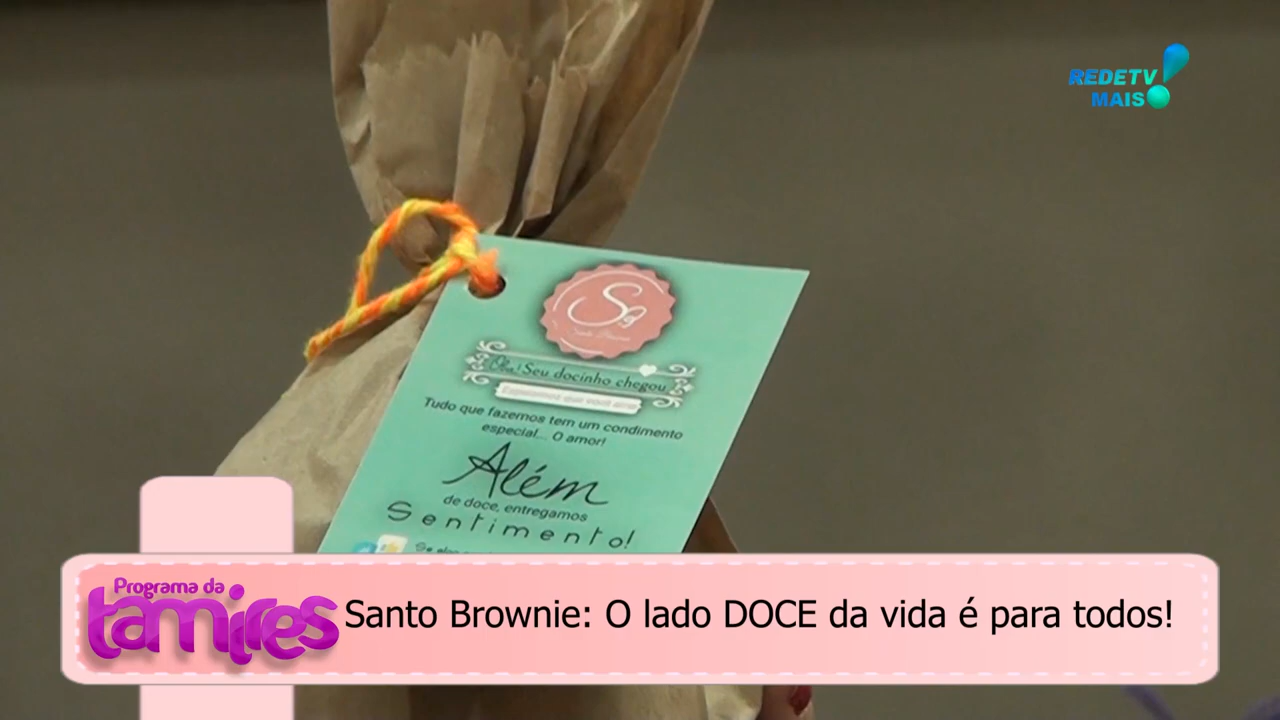 REDETV!
MAIS
Olha! Seu docinho chegou
Tudo que fazemos tem um condimento
especial... O amor!
Além
de doce, entregamos
Sentimento!
Programa da
tamires
Santo Brownie: O lado DOCE da vida é para todos!